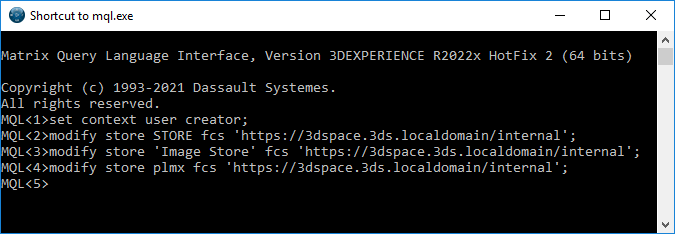 Shortcut to mql.exe
Matrix Query Language Interface, Version 3DEXPERIENCE R2022x HotFix 2 (64 bits)
Copyright (c) 1993-2021 Dassault Systemes.
All rights reserved.
MQL<1>set context user creator;
MQL<2>modify store STORE fcs 'https://3dspace.3ds.localdomain/internal';
MQL<3>modify store 'Image Store' fcs 'https://3dspace.3ds.localdomain/internal';
MQL<4>modify store plmx fcs 'https://3dspace.3ds.localdomain/internal';
MQL<5>